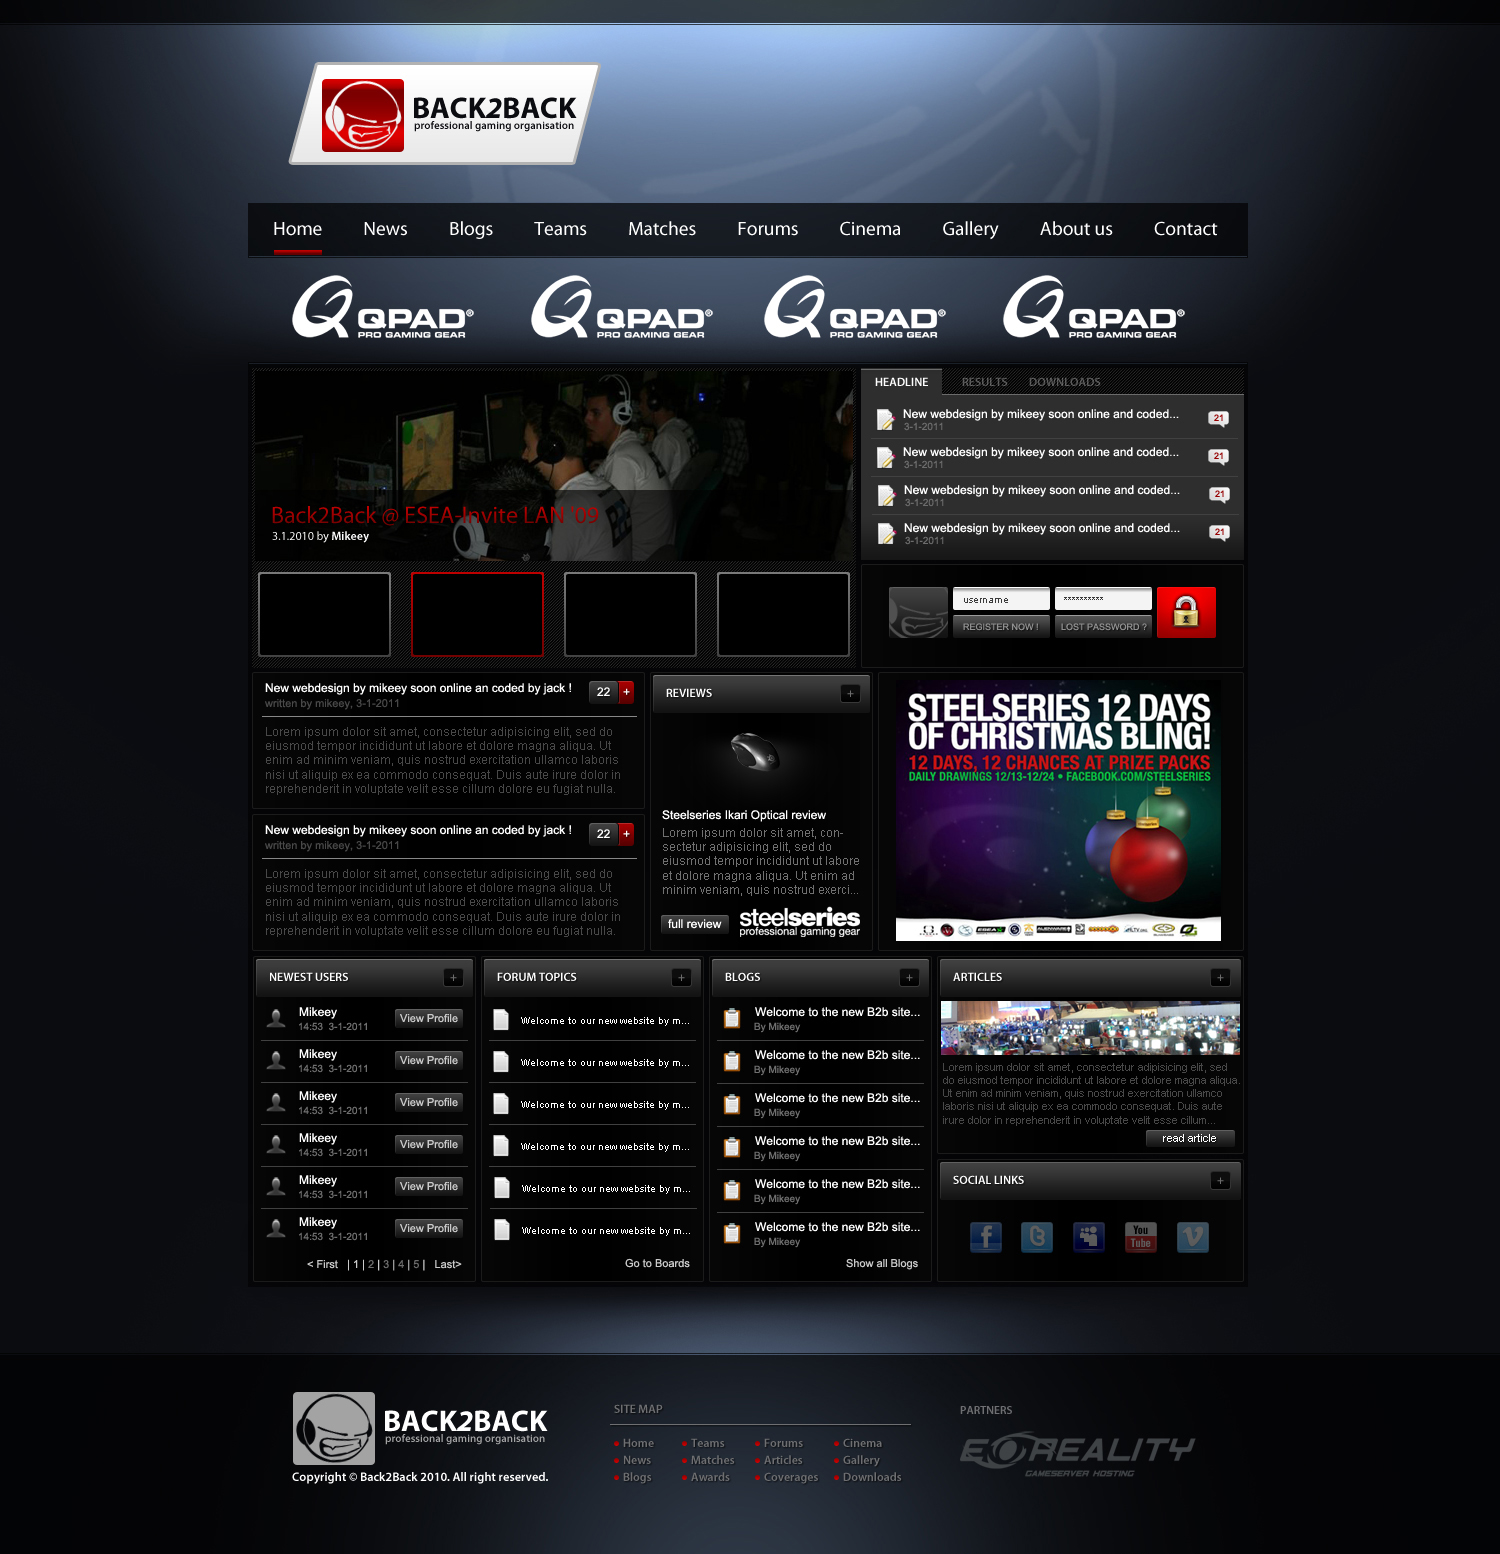 BACK2BACK
professional gaming organisation
Home News Blogs Teams Matches Forums Cinema Gallery About us Contact
QPAD® QPAD® QPAD® QPAD®
PRO GAMING GEAR PRO GAMING GEAR PRO GAMING GEAR PRO GAMING GEAR
Back2Back @ ESEA-Invite LAN '09
3.1.2010 by Mikeey
HEADLINE RESULTS DOWNLOADS
New webdesign by mikeey soon online and coded... 21
3-1-2011
New webdesign by mikeey soon online and coded... 21
3-1-2011
New webdesign by mikeey soon online and coded... 21
3-1-2011
New webdesign by mikeey soon online and coded... 21
3-1-2011
username **********
REGISTER NOW ! LOST PASSWORD ?
New webdesign by mikeey soon online an coded by jack ! 22 +
written by mikeey, 3-1-2011
Lorem ipsum dolor sit amet, consectetur adipisicing elit, sed do
eiusmod tempor incididunt ut labore et dolore magna aliqua. Ut
enim ad minim veniam, quis nostrud exercitation ullamco laboris
nisi ut aliquip ex ea commodo consequat. Duis aute irure dolor in
reprehenderit in voluptate velit esse cillum dolore eu fugiat nulla.
New webdesign by mikeey soon online an coded by jack ! 22 +
written by mikeey, 3-1-2011
Lorem ipsum dolor sit amet, consectetur adipisicing elit, sed do
eiusmod tempor incididunt ut labore et dolore magna aliqua. Ut
enim ad minim veniam, quis nostrud exercitation ullamco laboris
nisi ut aliquip ex ea commodo consequat. Duis aute irure dolor in
reprehenderit in voluptate velit esse cillum dolore eu fugiat nulla.
REVIEWS +
Steelseries Ikari Optical review
Lorem ipsum dolor sit amet, con-
sectetur adipisicing elit, sed do
eiusmod tempor incididunt ut labore
et dolore magna aliqua. Ut enim ad
minim veniam, quis nostrud exerci...
full review steelseries
professional gaming gear
STEELSERIES 12 DAYS
OF CHRISTMAS BLING!
12 DAYS, 12 CHANCES AT PRIZE PACKS
DAILY DRAWINGS 12/13-12/24 • FACEBOOK.COM/STEELSERIES
NEWEST USERS +
Mikeey View Profile
14:53 3-1-2011
Mikeey View Profile
14:53 3-1-2011
Mikeey View Profile
14:53 3-1-2011
Mikeey View Profile
14:53 3-1-2011
Mikeey View Profile
14:53 3-1-2011
Mikeey View Profile
14:53 3-1-2011
< First | 1 | 2 | 3 | 4 | 5 | Last>
FORUM TOPICS +
Welcome to our new website by m...
Welcome to our new website by m...
Welcome to our new website by m...
Welcome to our new website by m...
Welcome to our new website by m...
Welcome to our new website by m...
Go to Boards
BLOGS +
Welcome to the new B2b site...
By Mikeey
Welcome to the new B2b site...
By Mikeey
Welcome to the new B2b site...
By Mikeey
Welcome to the new B2b site...
By Mikeey
Welcome to the new B2b site...
By Mikeey
Welcome to the new B2b site...
By Mikeey
Show all Blogs
ARTICLES +
Lorem ipsum dolor sit amet, consectetur adipisicing elit, sed
do eiusmod tempor incididunt ut labore et dolore magna aliqua.
Ut enim ad minim veniam, quis nostrud exercitation ullamco
laboris nisi ut aliquip ex ea commodo consequat. Duis aute
irure dolor in reprehenderit in voluptate velit esse cillum...
read article
SOCIAL LINKS +
You
Tube
BACK2BACK
professional gaming organisation
Copyright © Back2Back 2010. All right reserved.
SITE MAP
Home Teams Forums Cinema
News Matches Articles Gallery
Blogs Awards Coverages Downloads
PARTNERS
EOREALITY
GAMESERVER HOSTING